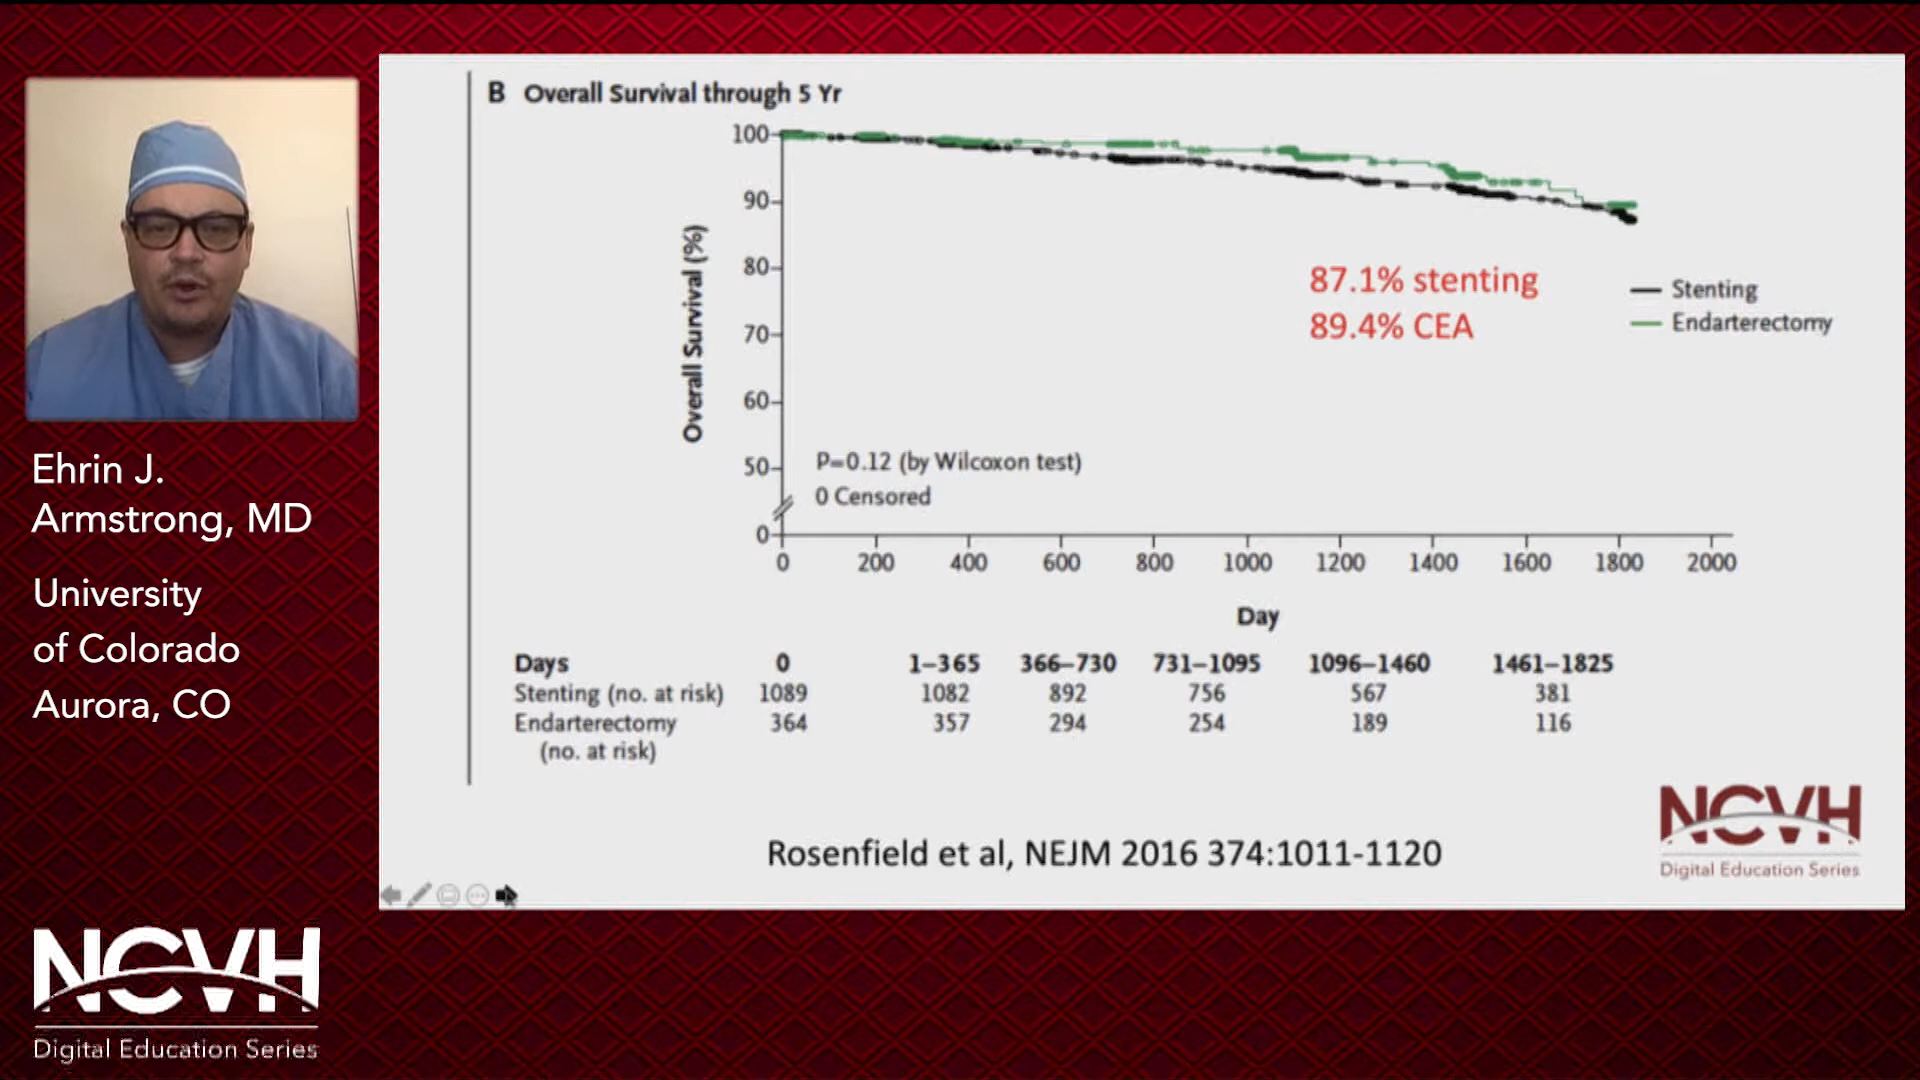 Ehrin J.
Armstrong, MD
University
of Colorado
Aurora, CO
NCVH
Digital Education Series
B Overall Survival through 5 Yr
Overall Survival (%)
100
90
80
70
60
50
0
87.1% stenting
89.4% CEA
Stenting
Endarterectomy
P=0.12 (by Wilcoxon test)
0 Censored
0 200 400 600 800 1000 1200 1400 1600 1800 2000
Day
Days 0 1–365 366–730 731–1095 1096–1460 1461–1825
Stenting (no. at risk) 1089 1082 892 756 567 381
Endarterectomy 364 357 294 254 189 116
(no. at risk)
Rosenfield et al, NEJM 2016 374:1011-1120
NCVH
Digital Education Series